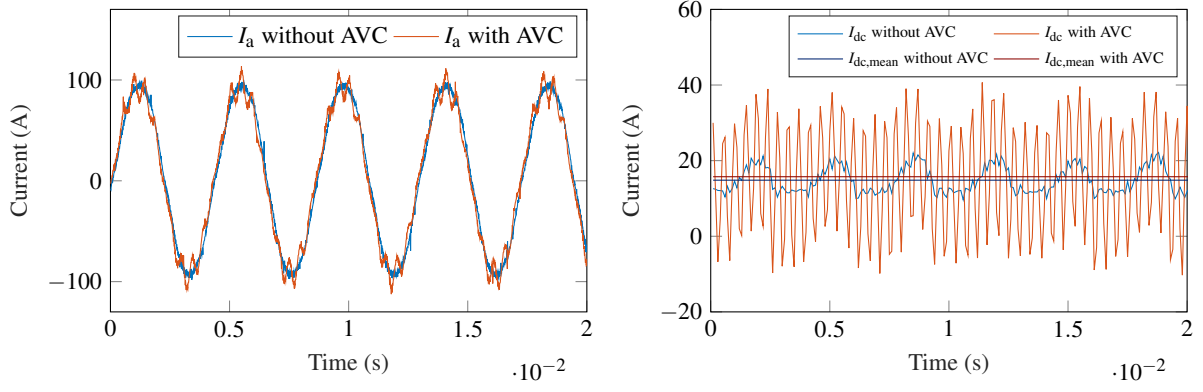 I_a without AVC I_a with AVC
100
0
−100
Current (A)
0 0.5 1 1.5 2
Time (s)
·10^−2
I_dc without AVC I_dc with AVC
I_dc,mean without AVC I_dc,mean with AVC
60
40
20
0
−20
Current (A)
0 0.5 1 1.5 2
Time (s)
·10^−2